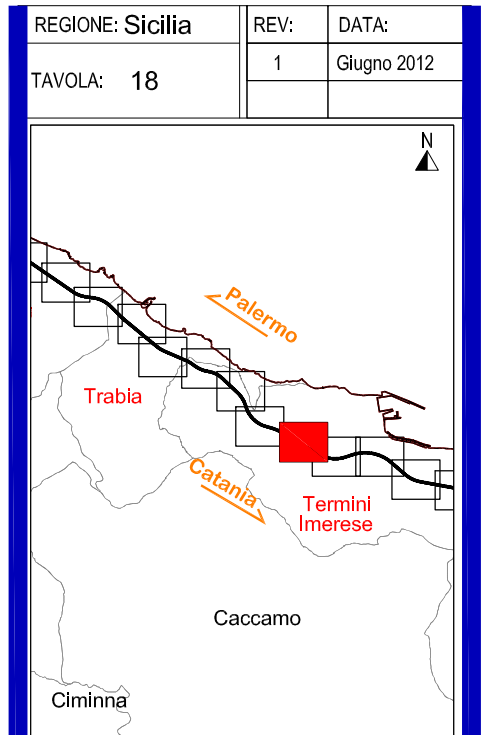 REGIONE: Sicilia
REV:
DATA:
TAVOLA: 18
1
Giugno 2012
N
Palermo
Trabia
Catania
Termini
Imerese
Caccamo
Ciminna